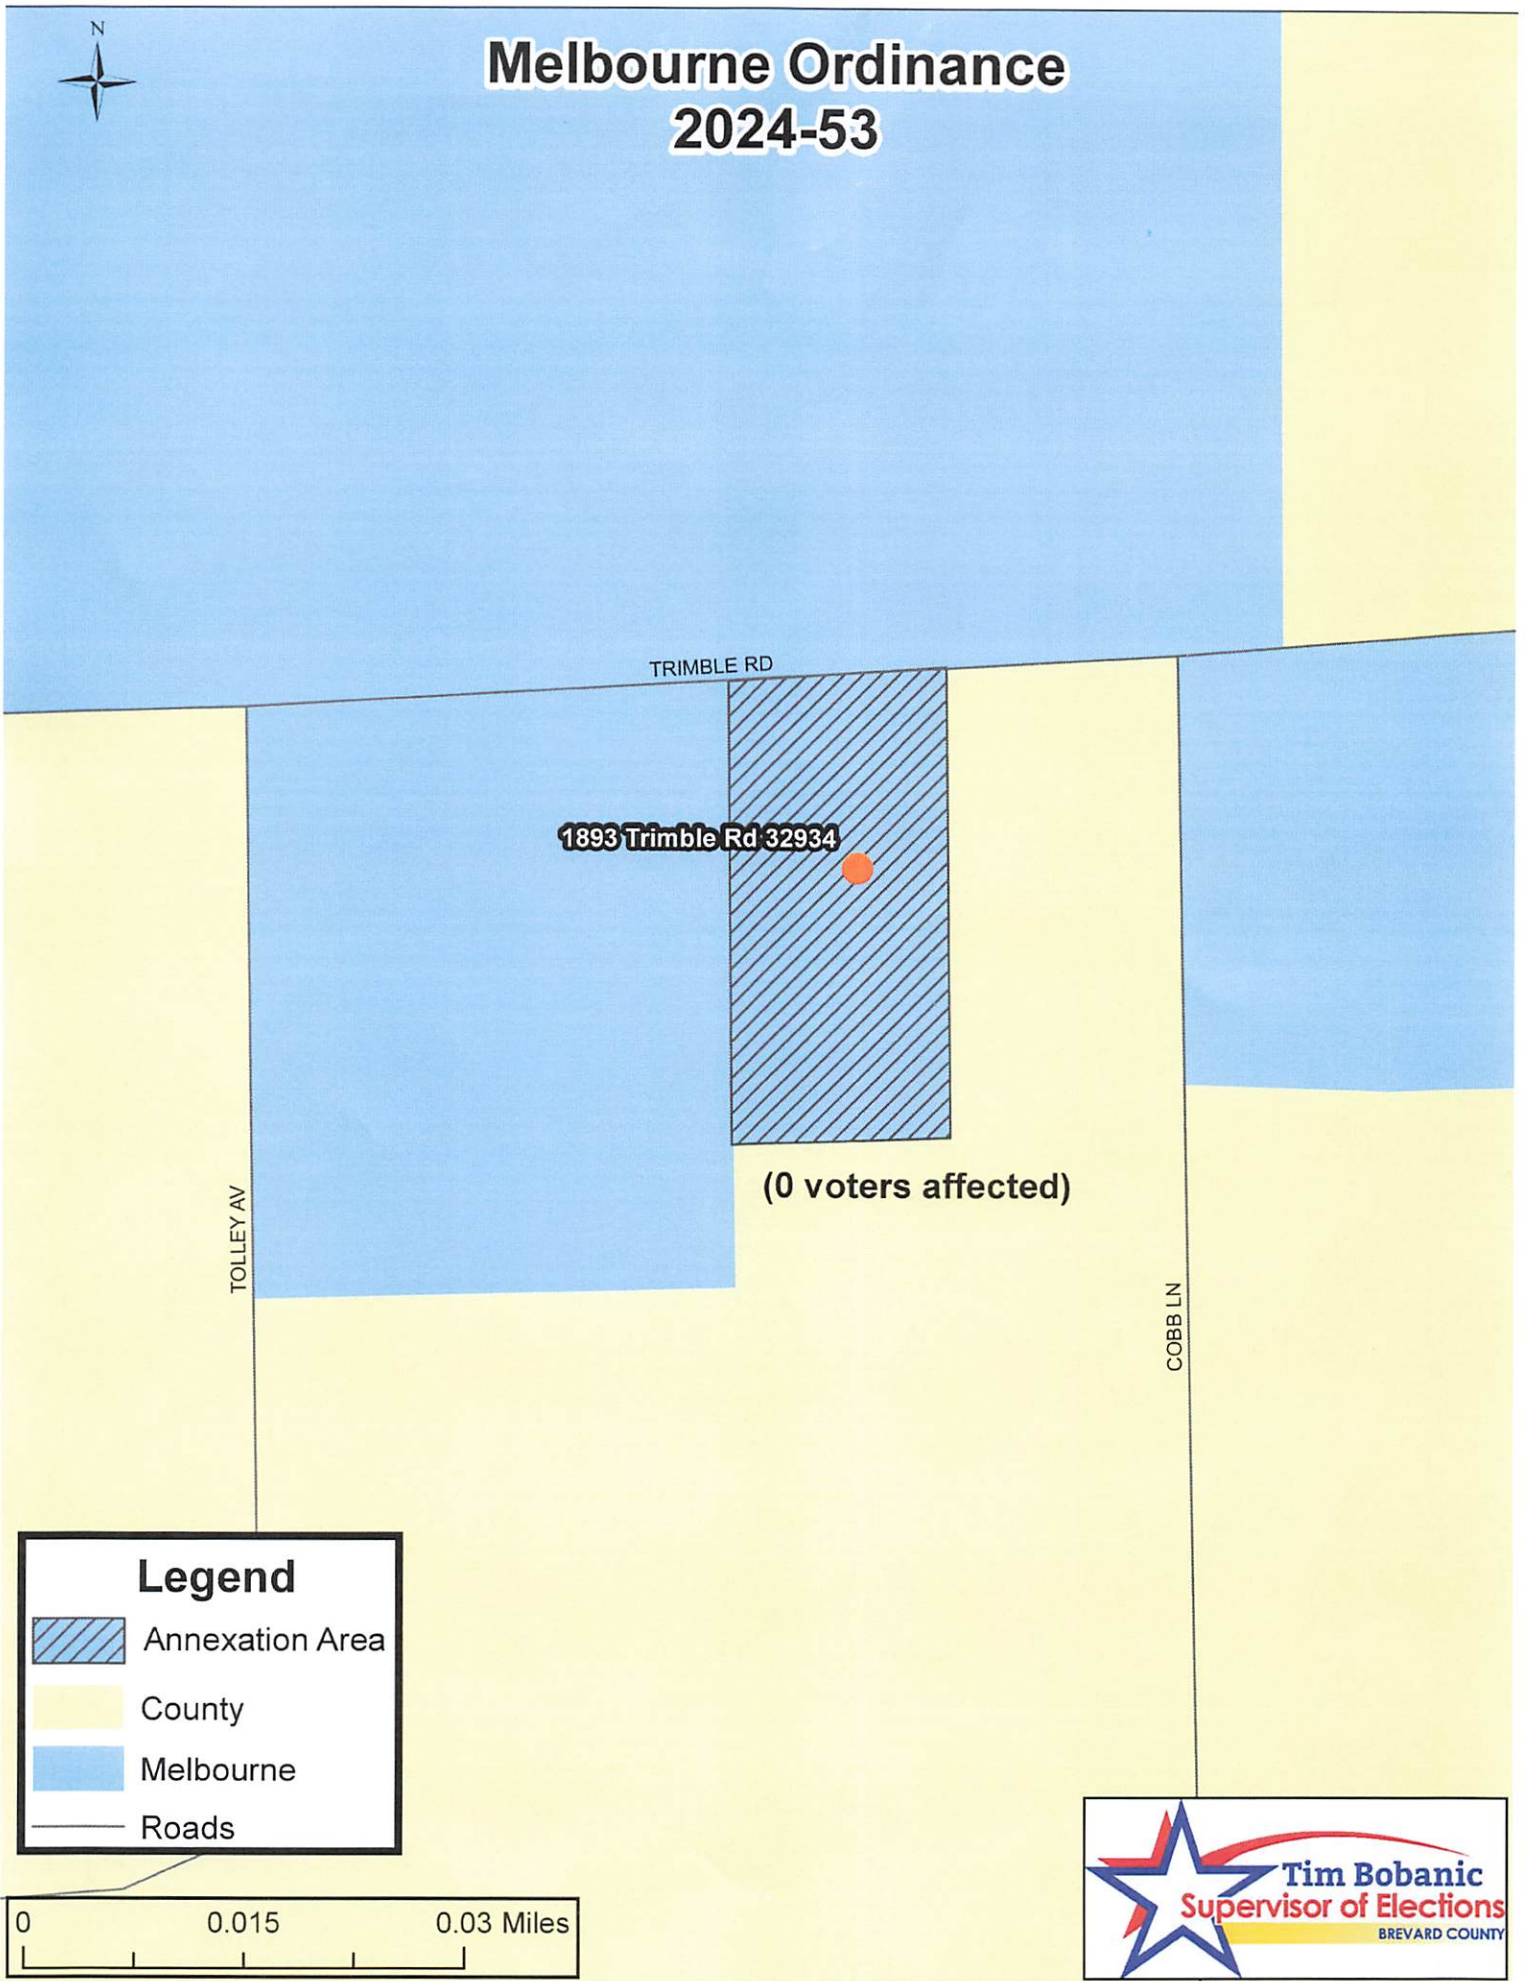 N
Melbourne Ordinance
2024-53
TRIMBLE RD
1893 Trimble Rd 32934
(0 voters affected)
TOLLEY AV
COBB LN
Legend
Annexation Area
County
Melbourne
Roads
0 0.015 0.03 Miles
Tim Bobanic
Supervisor of Elections
BREVARD COUNTY